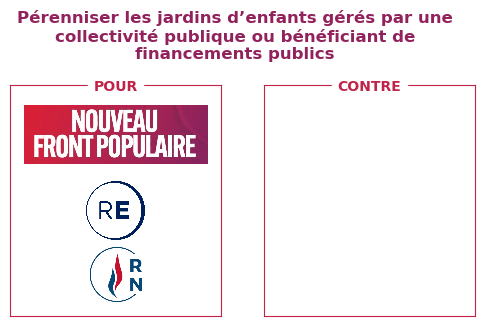 Pérenniser les jardins d’enfants gérés par une
collectivité publique ou bénéficiant de
financements publics
POUR
CONTRE
NOUVEAU
FRONT POPULAIRE
RE
R
N